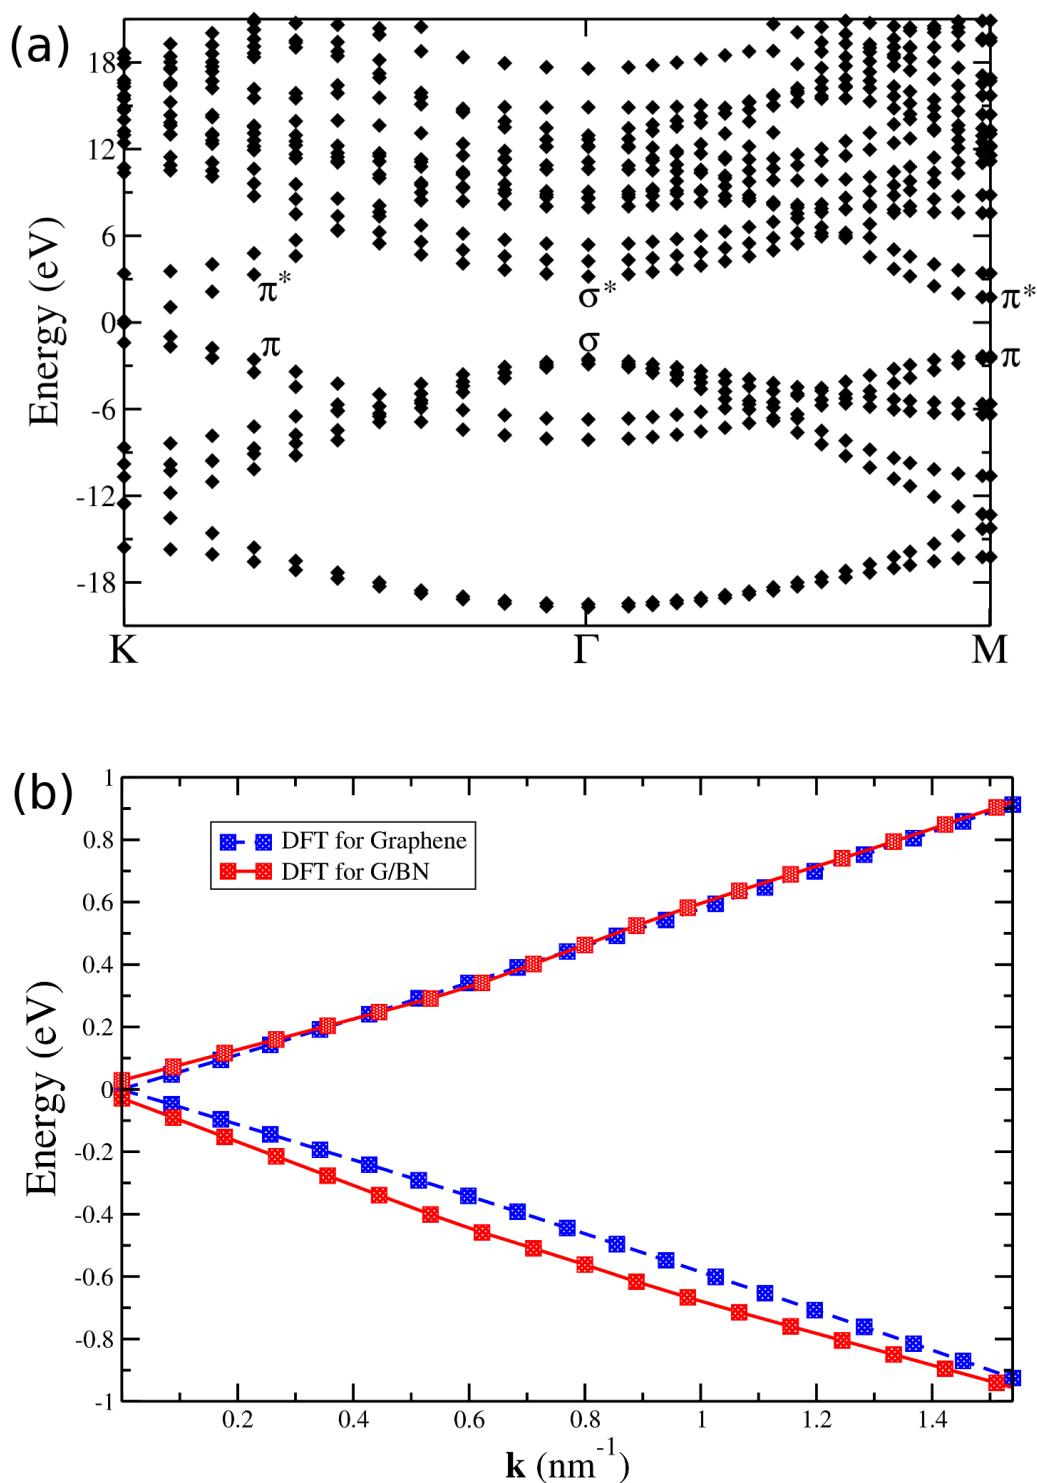 (a)
18
12
6
0
-6
-12
-18
Energy (eV)
π*
π
σ*
σ
π*
π
K Γ M
(b)
1
0.8
0.6
0.4
0.2
0
-0.2
-0.4
-0.6
-0.8
-1
Energy (eV)
DFT for Graphene
DFT for G/BN
0.2 0.4 0.6 0.8 1 1.2 1.4
k (nm⁻¹)